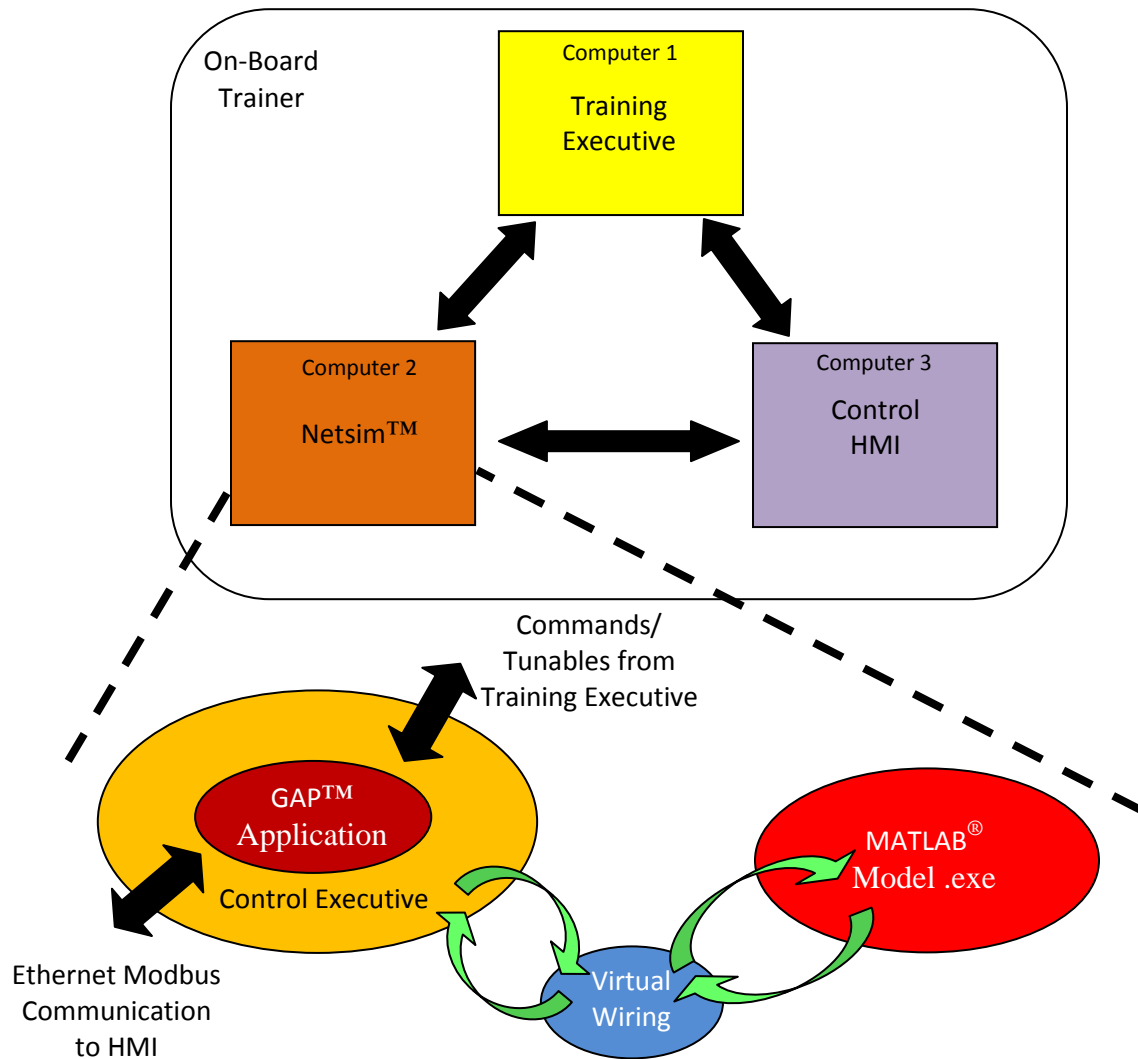 On-Board
Trainer
Computer 1
Training
Executive
Computer 2
Netsim™
Computer 3
Control
HMI
Commands/
Tunables from
Training Executive
GAP™
Application
Control Executive
MATLAB®
Model .exe
Virtual
Wiring
Ethernet Modbus
Communication
to HMI